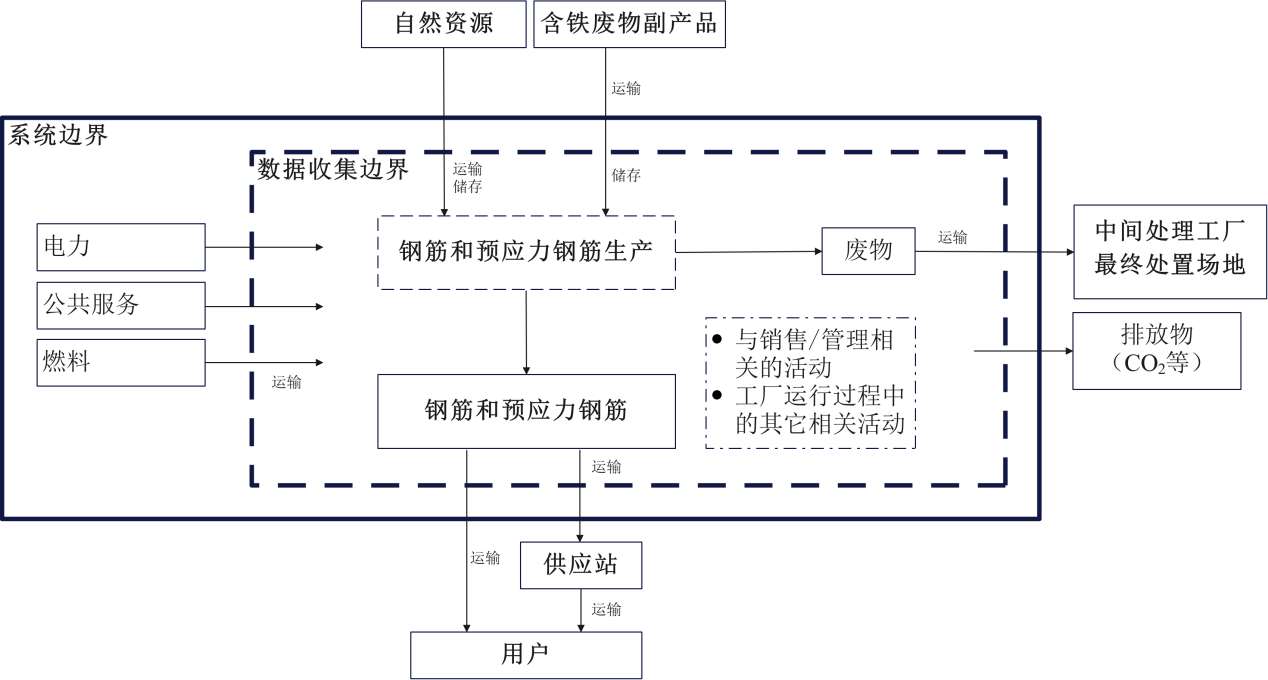 自然资源
含铁废物副产品
运输
系统边界
数据收集边界
运输
储存
储存
电力
公共服务
燃料
运输
钢筋和预应力钢筋生产
废物
运输
中间处理工厂
最终处置场地
● 与销售/管理相
关的活动
● 工厂运行过程中
的其它相关活动
排放物
（CO₂等）
钢筋和预应力钢筋
运输
运输
供应站
运输
用户